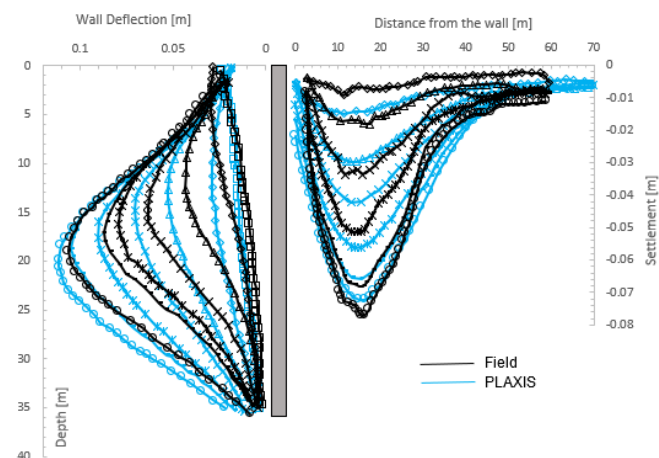 Wall Deflection [m]
Distance from the wall [m]
0.1 0.05 0
0 10 20 30 40 50 60 70
0
5
10
15
20
25
30
35
40
Depth [m]
0
-0.01
-0.02
-0.03
-0.04
-0.05
-0.06
-0.07
-0.08
Settlement [m]
Field
PLAXIS